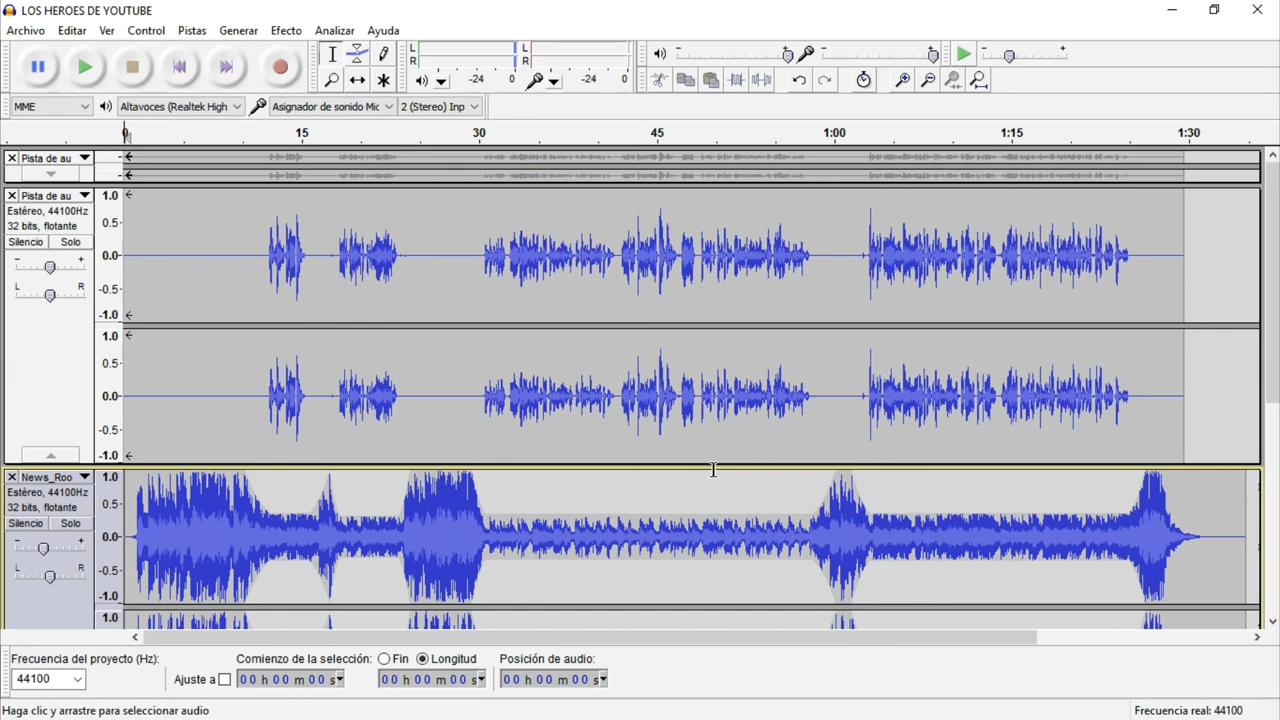 LOS HEROES DE YOUTUBE
Archivo Editar Ver Control Pistas Generar Efecto Analizar Ayuda
L R -24 0 L R -24 0
MME Altavoces (Realtek High Asignador de sonido Mic 2 (Stereo) Inp
0 15 30 45 1:00 1:15 1:30
Pista de au
Pista de au
Estéreo, 44100Hz
32 bits, flotante
Silencio Solo
- +
L R
1.0
0.5-
0.0-
-0.5-
-1.0
1.0
0.5-
0.0-
-0.5-
-1.0
News_Roo
Estéreo, 44100Hz
32 bits, flotante
Silencio Solo
- +
L R
1.0
0.5-
0.0-
-0.5-
-1.0
1.0
Frecuencia del proyecto (Hz): Comienzo de la selección: Fin Longitud Posición de audio:
44100 Ajuste a 00 h 00 m 00 s 00 h 00 m 00 s 00 h 00 m 00 s
Haga clic y arrastre para seleccionar audio Frecuencia real: 44100